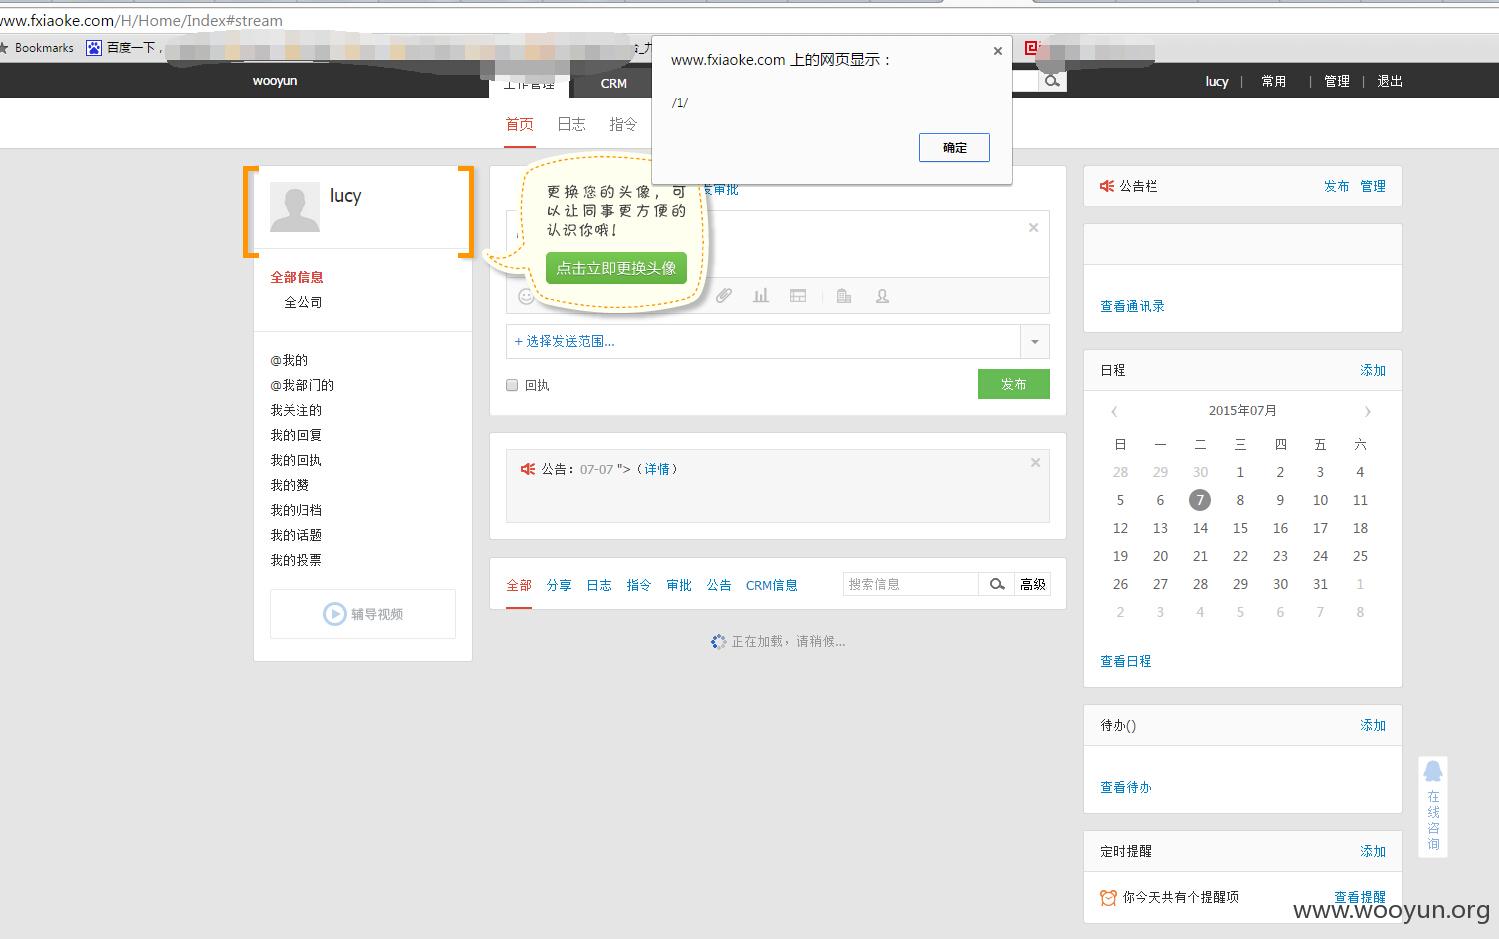 www.fxiaoke.com/H/Home/Index#stream
Bookmarks 百度一下，
www.fxiaoke.com 上的网页显示：
/1/
确定
wooyun
工作管理 CRM
lucy | 常用 | 管理 | 退出
首页 日志 指令
lucy
更换您的头像，可
以让同事更方便的
认识你哦！
点击立即更换头像
发审批
全部信息
全公司
@我的
@我部门的
我关注的
我的回复
我的回执
我的赞
我的归档
我的话题
我的投票
辅导视频
+ 选择发送范围...
回执
发布
公告：07-07 ">（详情）
全部 分享 日志 指令 审批 公告 CRM信息 搜索信息 高级
正在加载，请稍候...
公告栏 发布 管理
查看通讯录
日程 添加
2015年07月
日 一 二 三 四 五 六
28 29 30 1 2 3 4
5 6 7 8 9 10 11
12 13 14 15 16 17 18
19 20 21 22 23 24 25
26 27 28 29 30 31 1
2 3 4 5 6 7 8
查看日程
待办() 添加
查看待办
定时提醒 添加
你今天共有个提醒项 查看提醒
在线咨询
www.wooyun.org